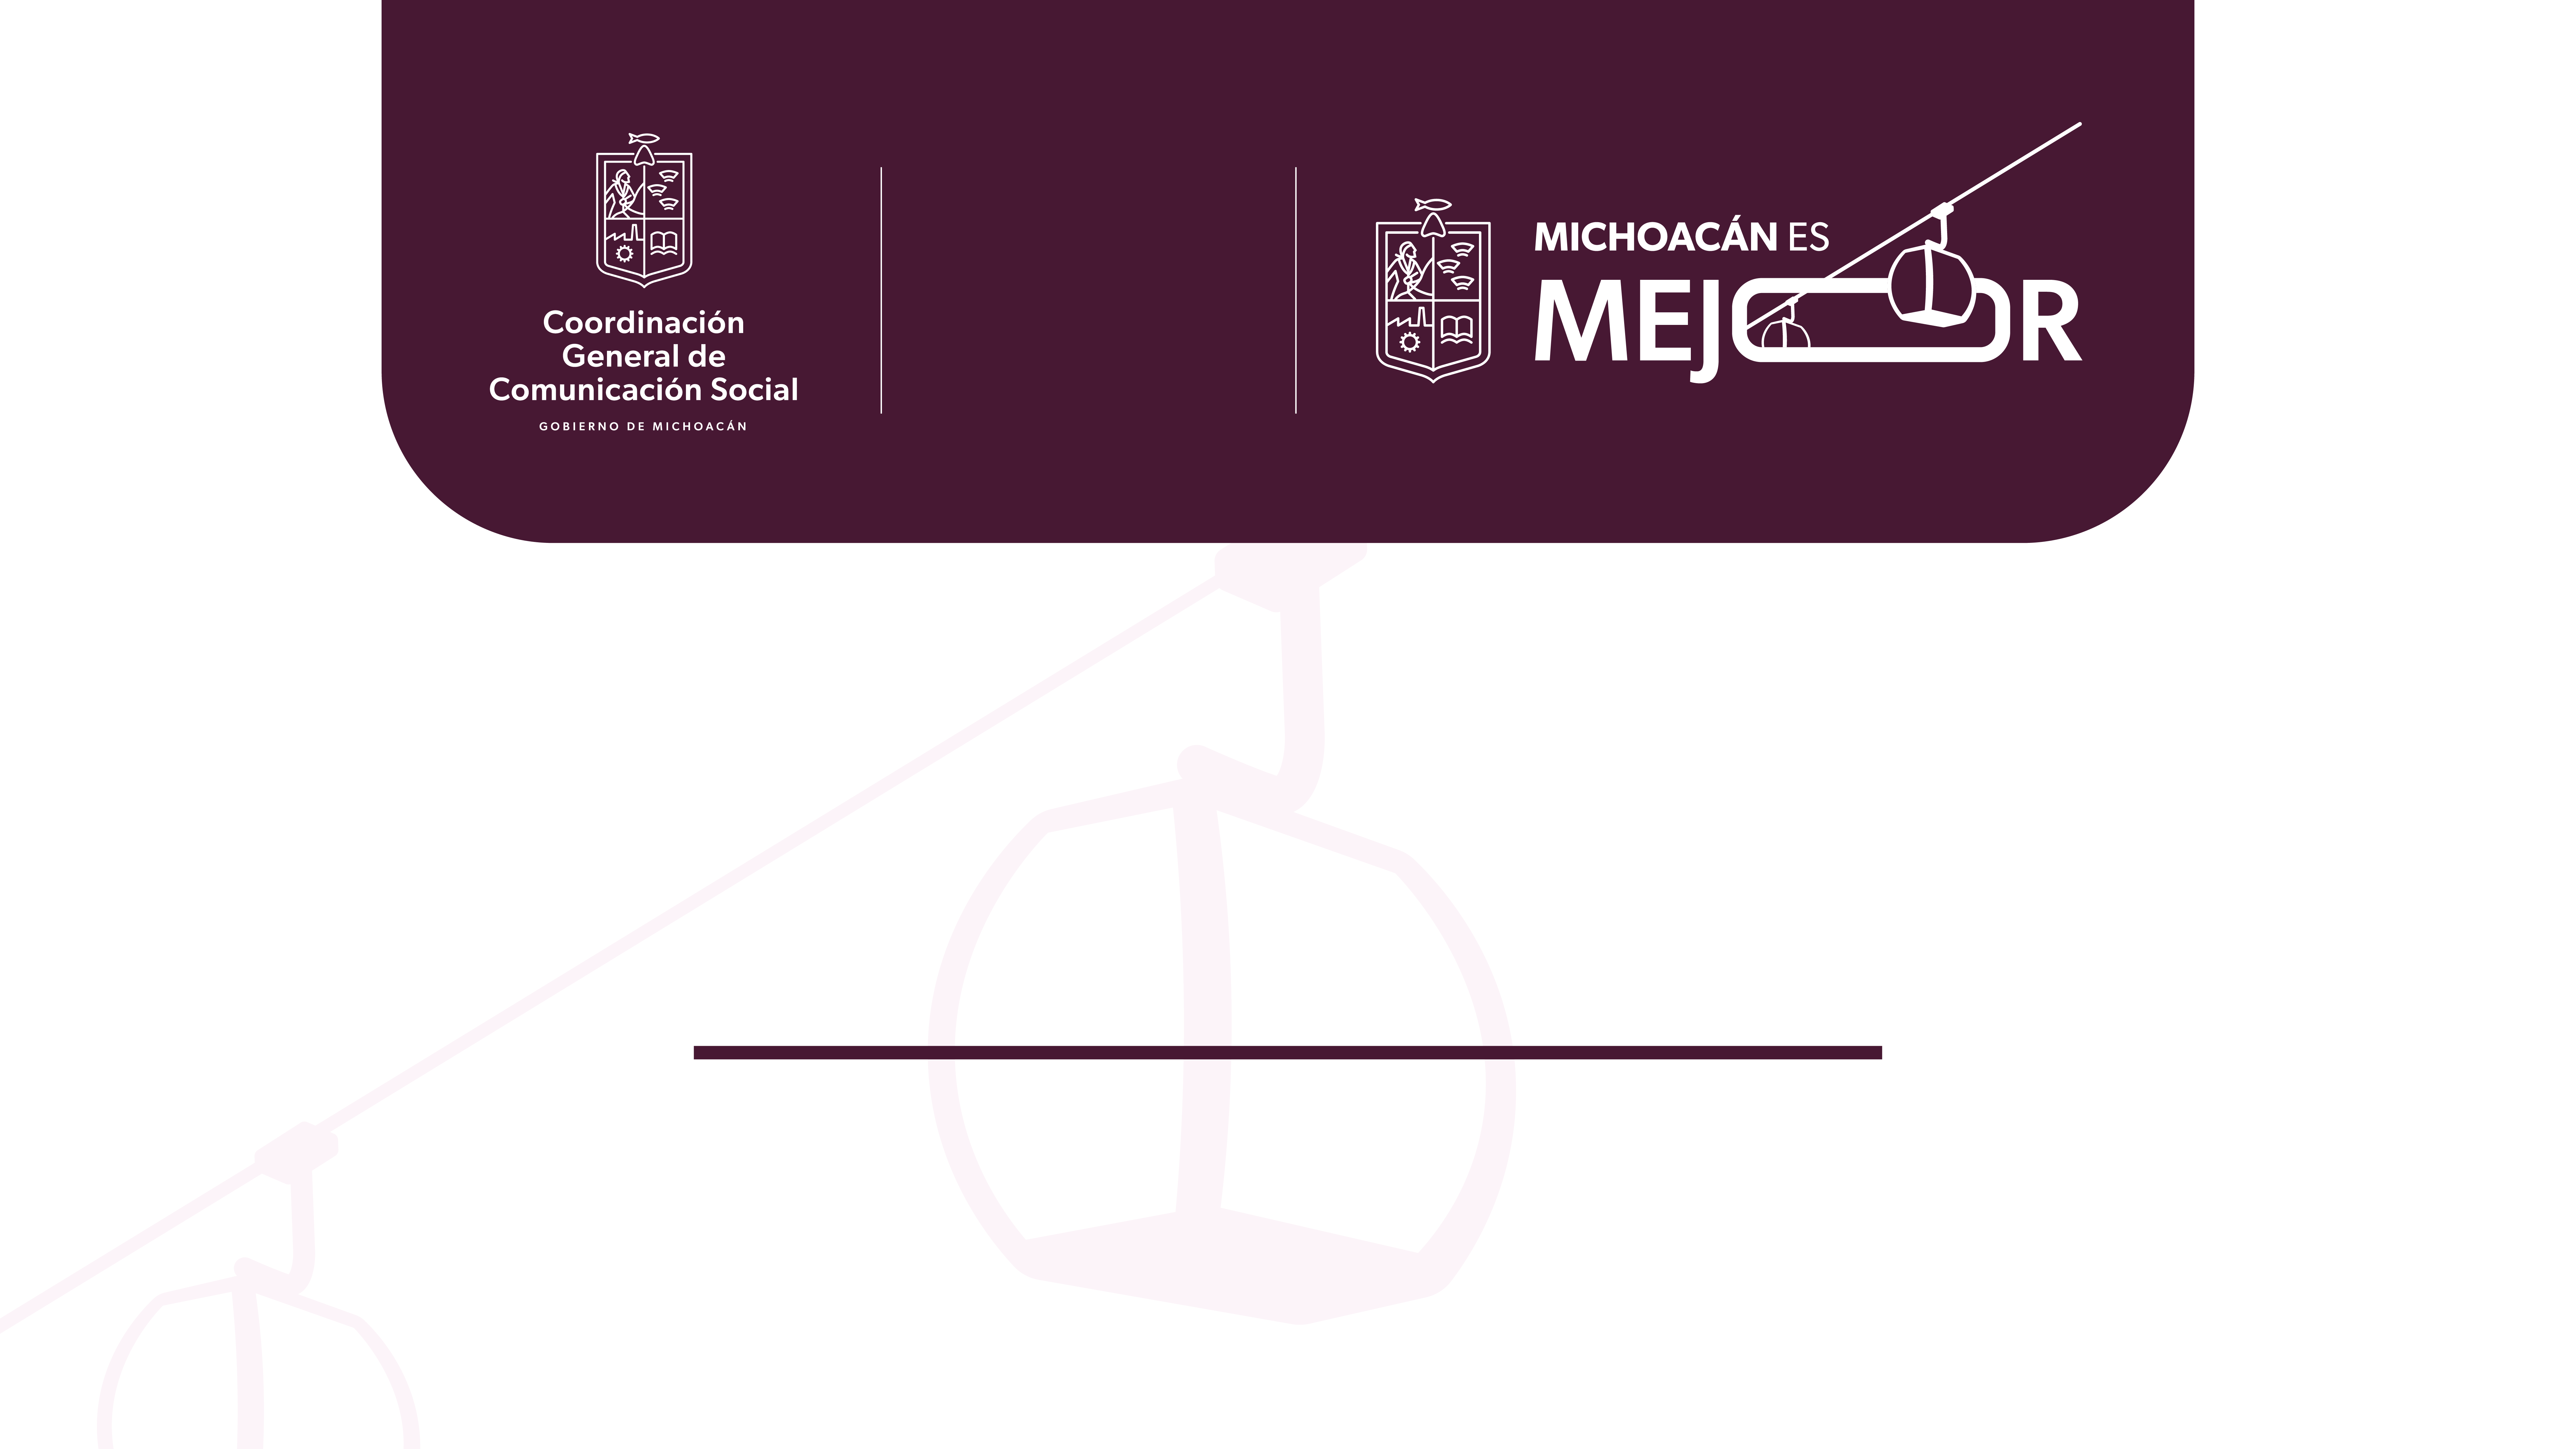 Coordinación
General de
Comunicación Social
GOBIERNO DE MICHOACÁN
MICHOACÁN ES
MEJOR